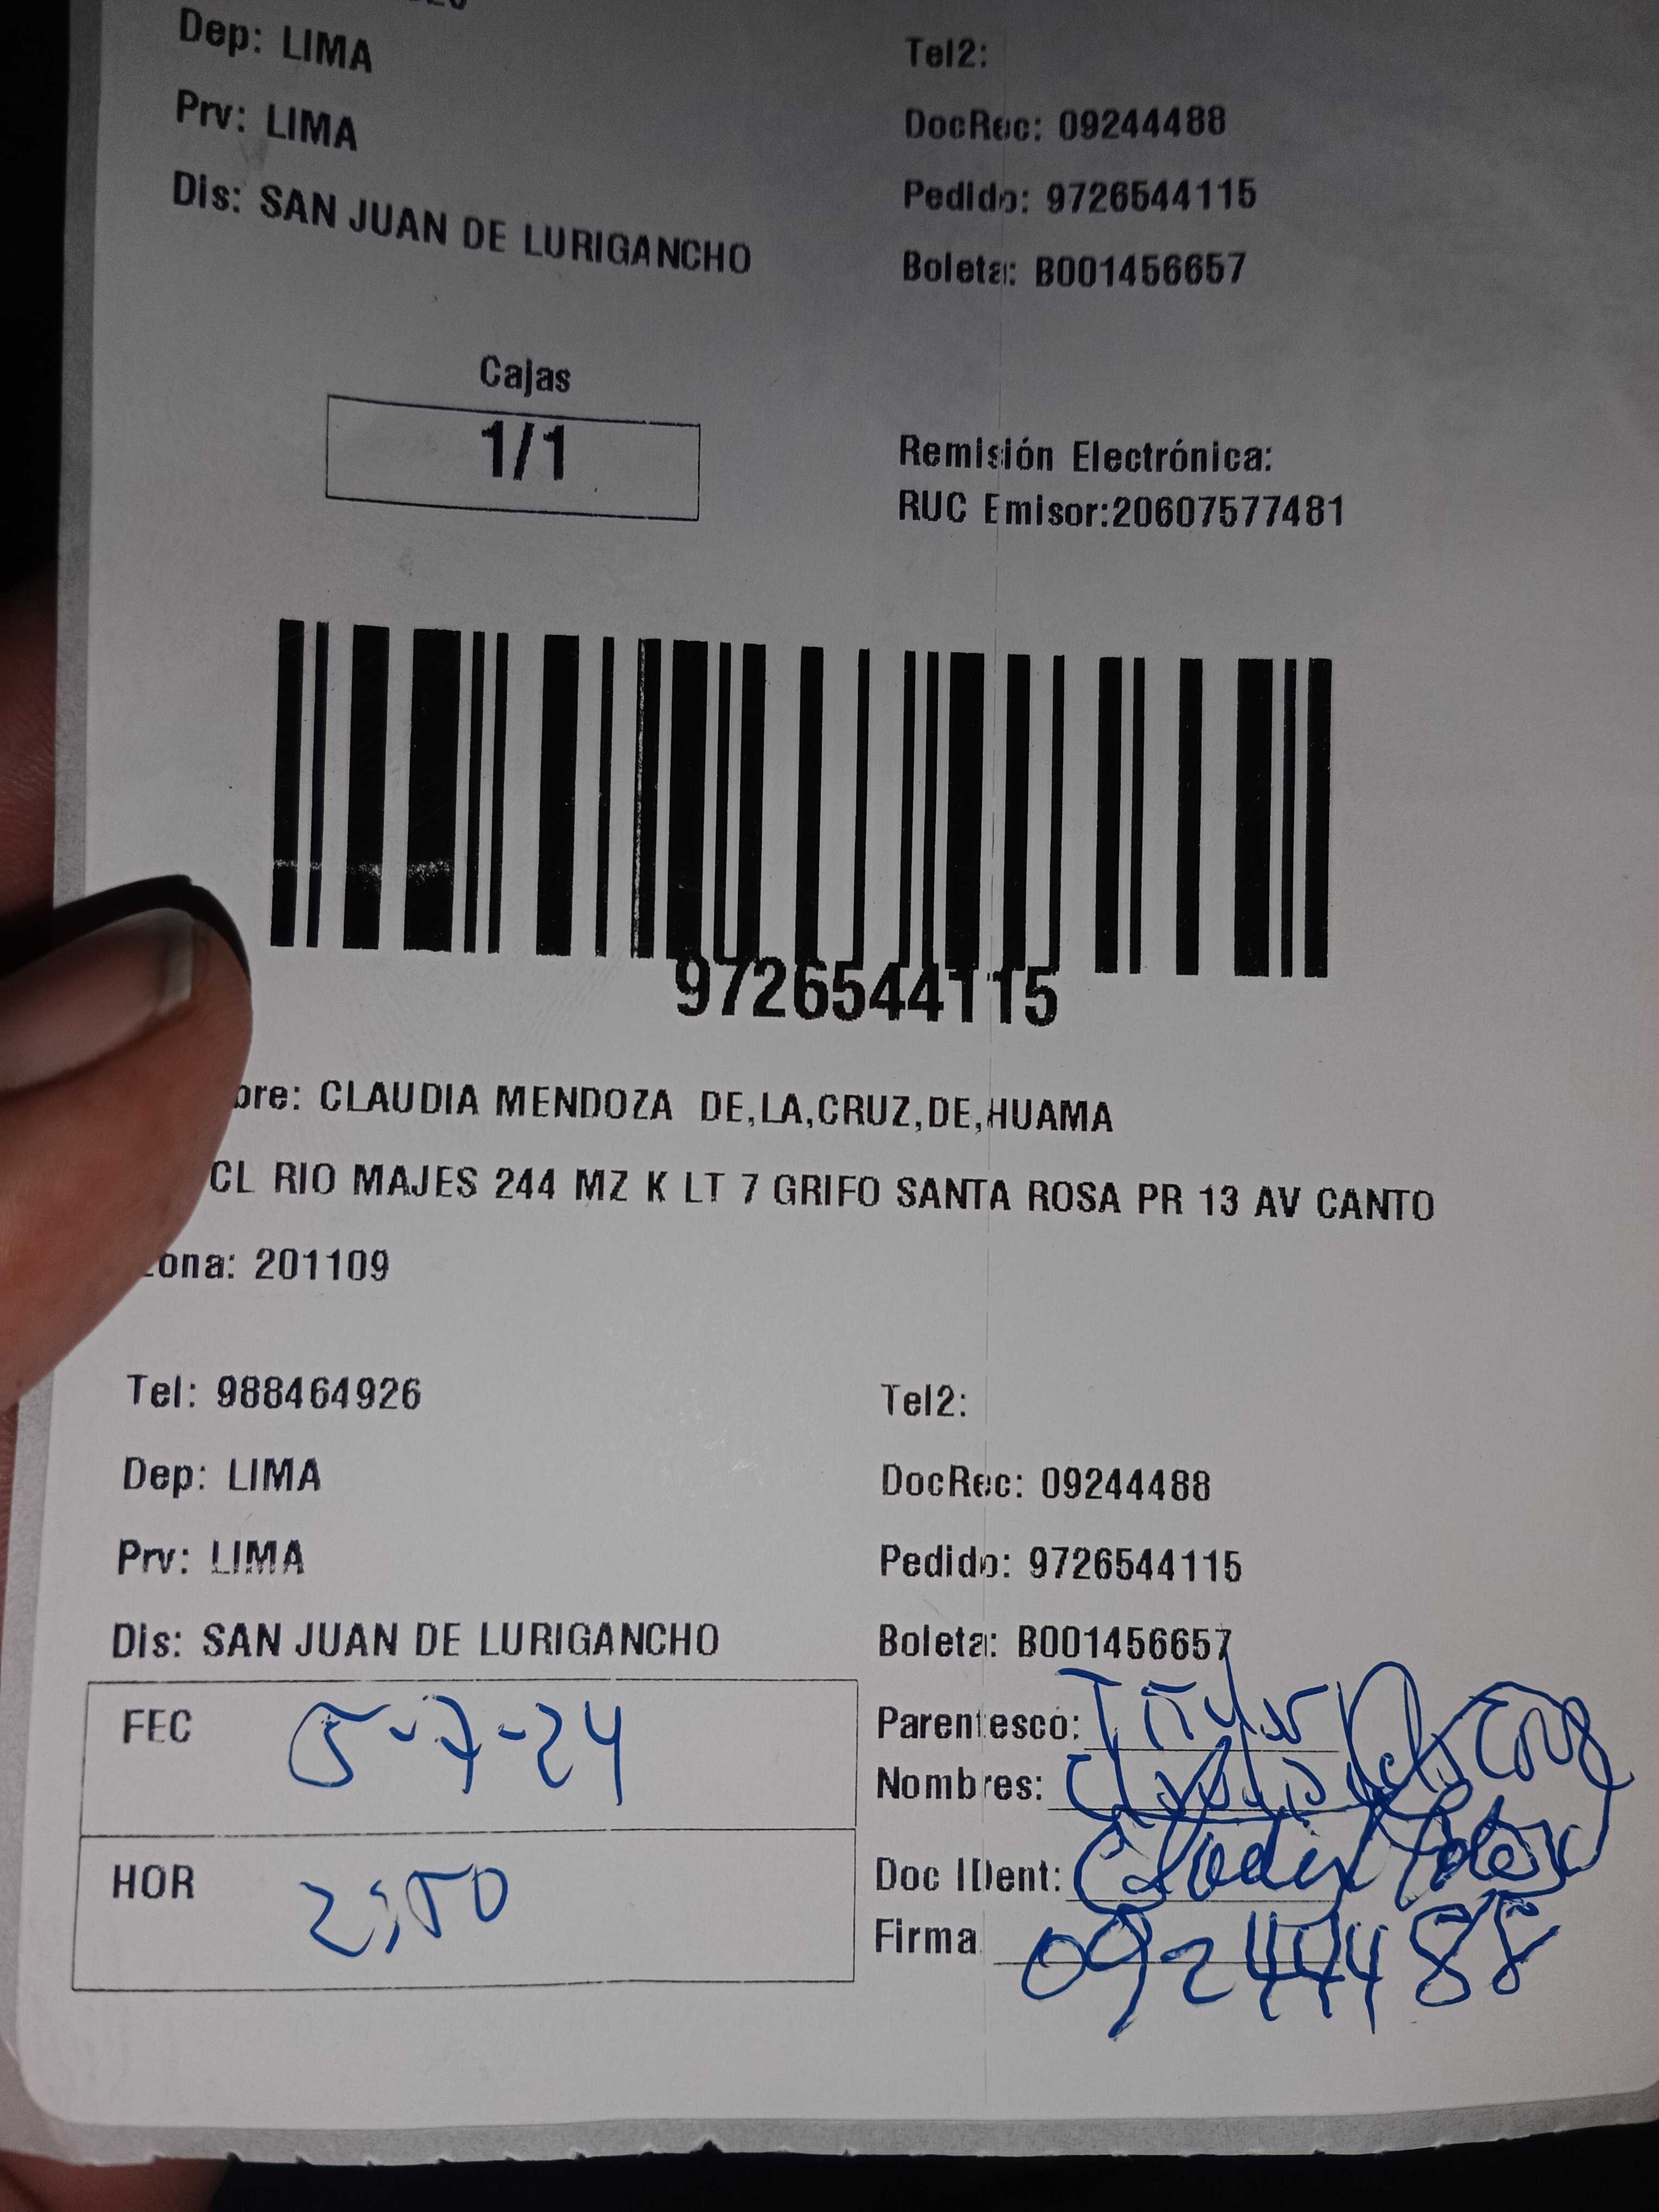 Dep: LIMA
Prv: LIMA
Dis: SAN JUAN DE LURIGANCHO
Tel2:
DocRec: 09244488
Pedido: 9726544115
Boleta: B001456657
Cajas
1/1
Remisión Electrónica:
RUC Emisor:20607577481
9726544115
CLAUDIA MENDOZA DE,LA,CRUZ,DE,HUAMA
CL RIO MAJES 244 MZ K LT 7 GRIFO SANTA ROSA PR 13 AV CANTO
201109
Tel: 988464926
Dep: LIMA
Prv: LIMA
Dis: SAN JUAN DE LURIGANCHO
Tel2:
DocRec: 09244488
Pedido: 9726544115
Boleta: B001456657
FEC 5-7-24
HOR
Parentesco:
Nombres:
Doc IDent:
Firma 09244488